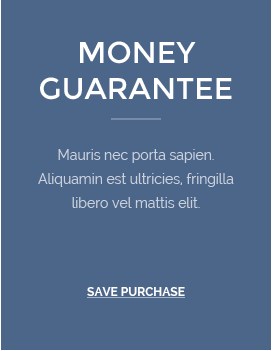 MONEY
GUARANTEE
Mauris nec porta sapien.
Aliquamin est ultricies, fringilla
libero vel mattis elit.
SAVE PURCHASE